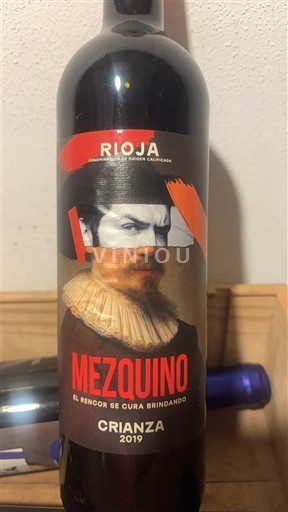 RIOJA
DENOMINACIÓN DE ORIGEN CALIFICADA
VINIOU
MEZQUINO
EL RENCOR SE CURA BRINDANDO
CRIANZA
2019